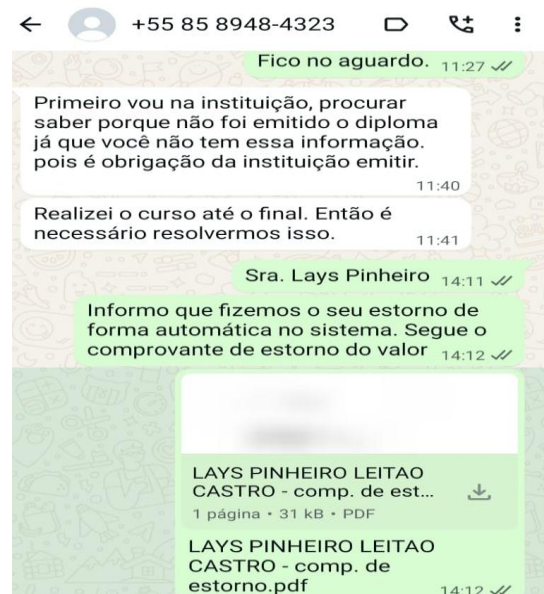 +55 85 8948-4323
Fico no aguardo. 11:27
Primeiro vou na instituição, procurar
saber porque não foi emitido o diploma
já que você não tem essa informação.
pois é obrigação da instituição emitir.
11:40
Realizei o curso até o final. Então é
necessário resolvermos isso. 11:41
Sra. Lays Pinheiro 14:11
Informo que fizemos o seu estorno de
forma automática no sistema. Segue o
comprovante de estorno do valor 14:12
LAYS PINHEIRO LEITAO
CASTRO - comp. de est...
1 página • 31 kB • PDF
LAYS PINHEIRO LEITAO
CASTRO - comp. de
estorno.pdf 14:12